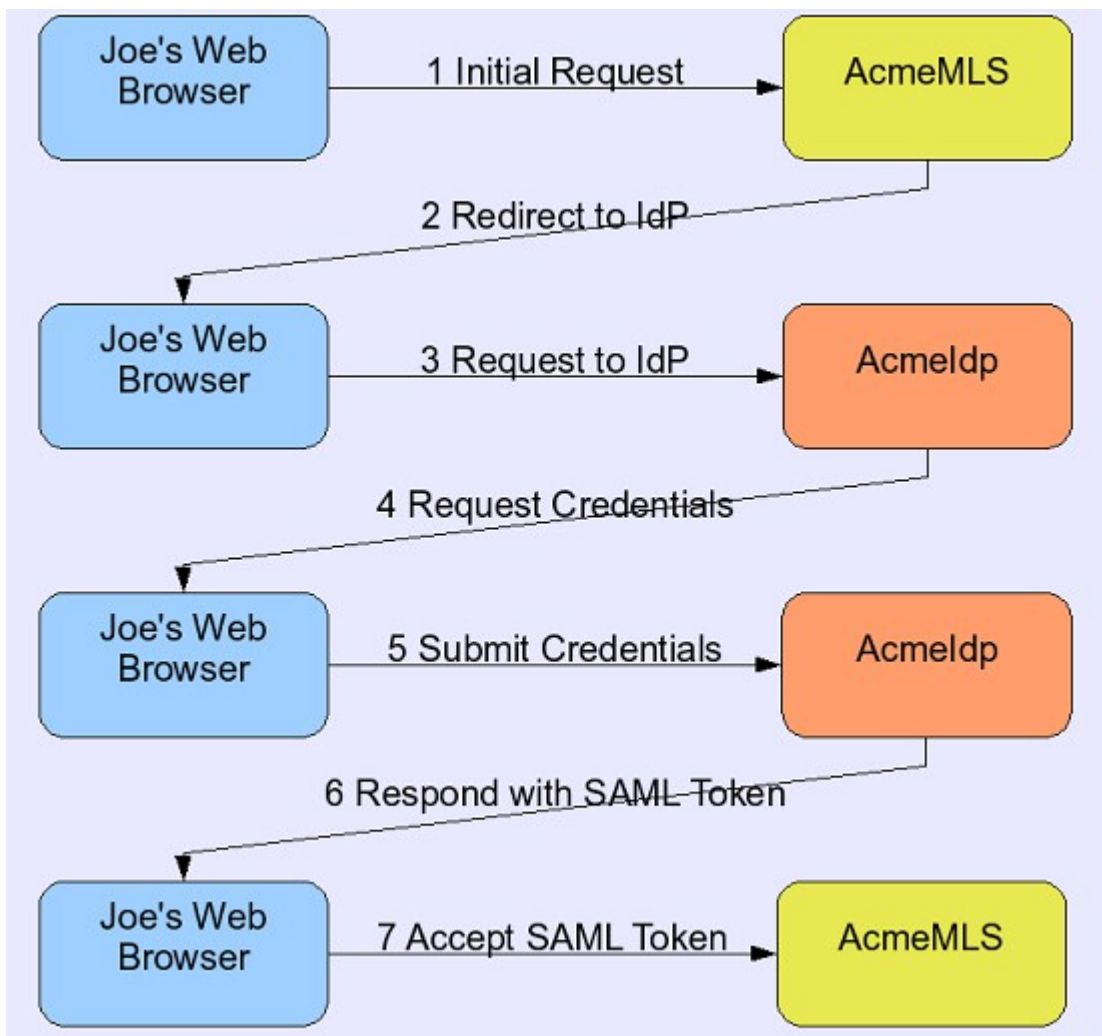 Joe's Web
Browser
1 Initial Request
AcmeMLS
2 Redirect to IdP
Joe's Web
Browser
3 Request to IdP
AcmeIdp
4 Request Credentials
Joe's Web
Browser
5 Submit Credentials
AcmeIdp
6 Respond with SAML Token
Joe's Web
Browser
7 Accept SAML Token
AcmeMLS